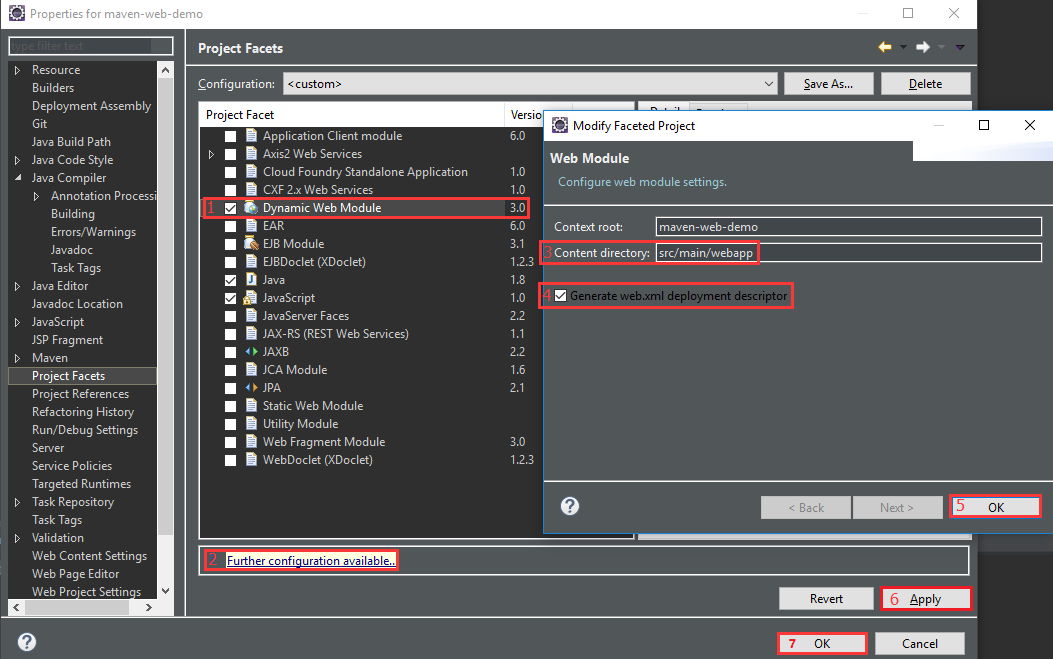 Properties for maven-web-demo
type filter text
Resource
Builders
Deployment Assembly
Git
Java Build Path
Java Code Style
Java Compiler
Annotation Processi
Building
Errors/Warnings
Javadoc
Task Tags
Java Editor
Javadoc Location
JavaScript
JSP Fragment
Maven
Project Facets
Project References
Refactoring History
Run/Debug Settings
Server
Service Policies
Targeted Runtimes
Task Repository
Task Tags
Validation
Web Content Settings
Web Page Editor
Web Project Settings
Project Facets
Configuration: <custom> Save As... Delete
Project Facet Versio
Application Client module 6.0
Axis2 Web Services
Cloud Foundry Standalone Application 1.0
CXF 2.x Web Services 1.0
1 Dynamic Web Module 3.0
EAR 6.0
EJB Module 3.1
EJBDoclet (XDoclet) 1.2.3
Java 1.8
JavaScript 1.0
JavaServer Faces 2.2
JAX-RS (REST Web Services) 1.1
JAXB 2.2
JCA Module 1.6
JPA 2.1
Static Web Module
Utility Module
Web Fragment Module 3.0
WebDoclet (XDoclet) 1.2.3
2 Further configuration available...
Modify Faceted Project
Web Module
Configure web module settings.
Context root: maven-web-demo
3 Content directory: src/main/webapp
4 Generate web.xml deployment descriptor
< Back Next > 5 OK
Revert 6 Apply
7 OK Cancel